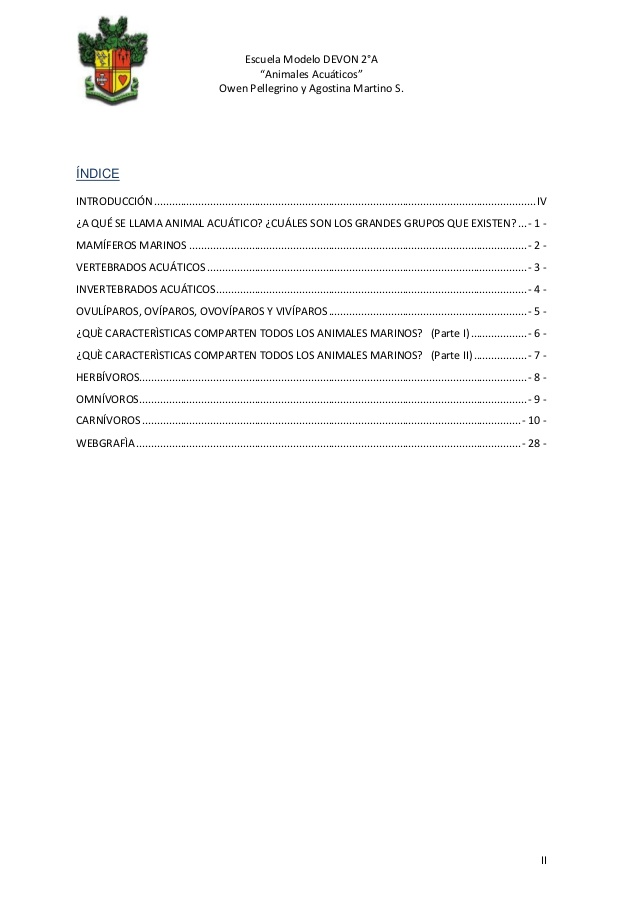 Escuela Modelo DEVON 2°A
“Animales Acuáticos”
Owen Pellegrino y Agostina Martino S.
ÍNDICE
INTRODUCCIÓN ........ IV
¿A QUÉ SE LLAMA ANIMAL ACUÁTICO? ¿CUÁLES SON LOS GRANDES GRUPOS QUE EXISTEN? ... - 1 -
MAMÍFEROS MARINOS ........ - 2 -
VERTEBRADOS ACUÁTICOS ........ - 3 -
INVERTEBRADOS ACUÁTICOS ........ - 4 -
OVULÍPAROS, OVÍPAROS, OVOVÍPAROS Y VIVÍPAROS ........ - 5 -
¿QUÈ CARACTERÌSTICAS COMPARTEN TODOS LOS ANIMALES MARINOS? (Parte I) ........ - 6 -
¿QUÈ CARACTERÌSTICAS COMPARTEN TODOS LOS ANIMALES MARINOS? (Parte II) ........ - 7 -
HERBÍVOROS ........ - 8 -
OMNÍVOROS ........ - 9 -
CARNÍVOROS ........ - 10 -
WEBGRAFÌA ........ - 28 -
II